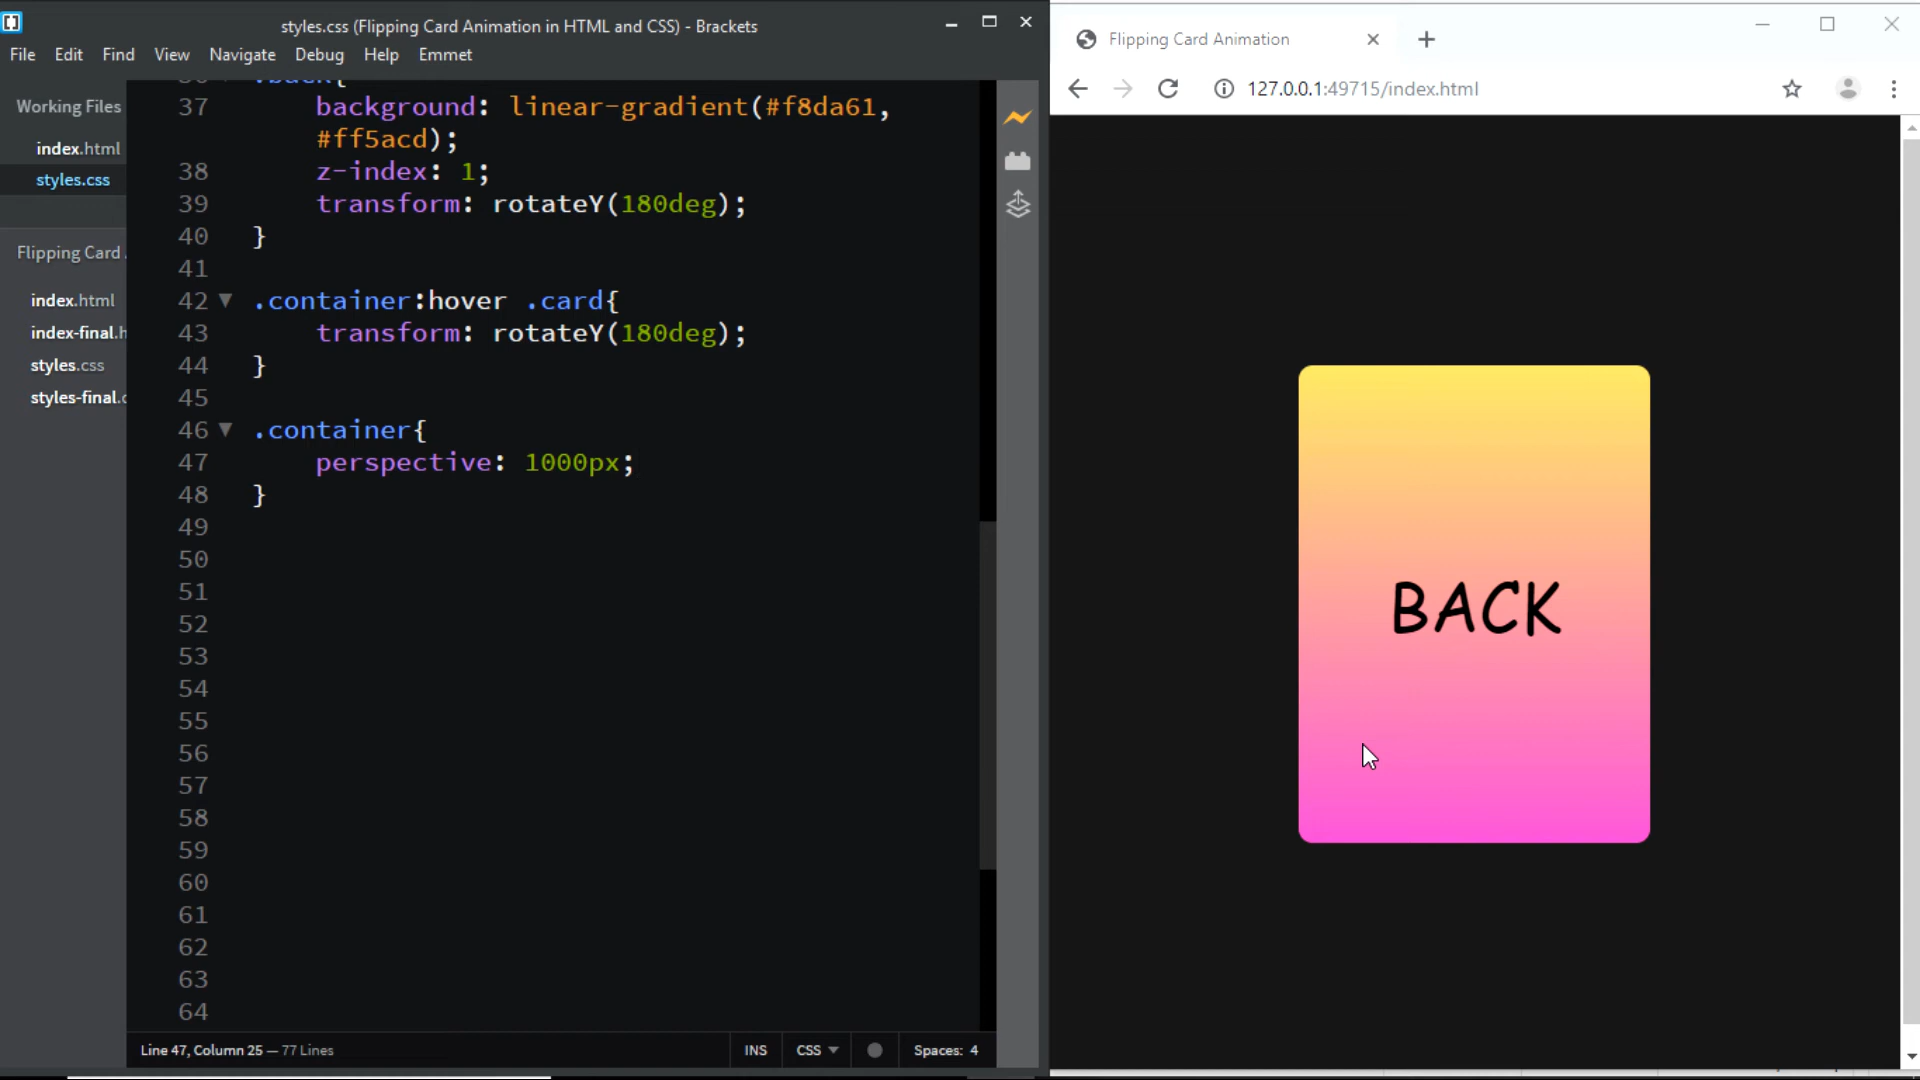 styles.css (Flipping Card Animation in HTML and CSS) - Brackets
File Edit Find View Navigate Debug Help Emmet
Working Files
index.html
styles.css
Flipping Card
index.html
index-final.h
styles.css
styles-final.c
.back{
37 background: linear-gradient(#f8da61,
#ff5acd);
38 z-index: 1;
39 transform: rotateY(180deg);
40 }
41
42 .container:hover .card{
43 transform: rotateY(180deg);
44 }
45
46 .container{
47 perspective: 1000px;
48 }
49
50
51
52
53
54
55
56
57
58
59
60
61
62
63
64
Line 47, Column 25 — 77 Lines
INS CSS Spaces: 4
Flipping Card Animation
127.0.0.1:49715/index.html
BACK